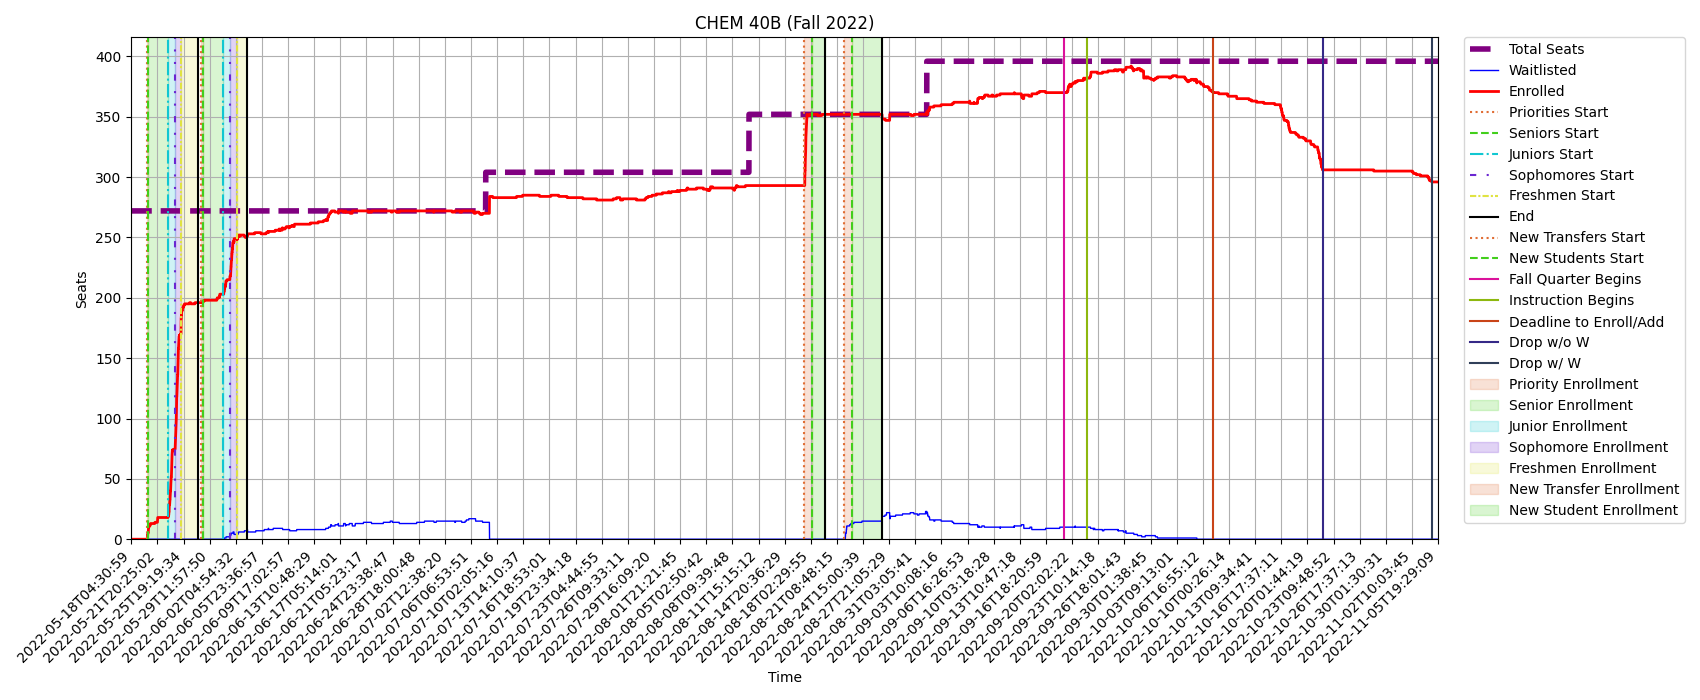 CHEM 40B (Fall 2022)
Seats
400
350
300
250
200
150
100
50
0
2022-05-18T04:30:59
2022-05-21T20:25:02
2022-05-25T19:19:34
2022-05-29T11:57:50
2022-06-02T04:54:32
2022-06-05T23:36:57
2022-06-09T17:02:57
2022-06-13T10:48:29
2022-06-17T05:14:01
2022-06-21T05:23:17
2022-06-24T23:38:47
2022-06-28T18:00:48
2022-07-02T12:38:20
2022-07-06T06:53:51
2022-07-10T02:05:16
2022-07-13T14:10:37
2022-07-16T18:53:01
2022-07-19T23:34:18
2022-07-23T04:44:55
2022-07-26T09:33:11
2022-07-29T16:09:20
2022-08-01T21:21:45
2022-08-05T02:50:42
2022-08-08T09:39:48
2022-08-11T15:15:12
2022-08-14T20:36:29
2022-08-18T02:29:55
2022-08-21T08:48:15
2022-08-24T15:00:39
2022-08-27T21:05:29
2022-08-31T03:05:41
2022-09-03T10:08:16
2022-09-06T16:26:53
2022-09-10T03:18:28
2022-09-13T10:47:18
2022-09-16T18:20:59
2022-09-20T02:02:22
2022-09-23T10:14:18
2022-09-26T18:01:43
2022-09-30T01:38:45
2022-10-03T09:13:01
2022-10-06T16:55:12
2022-10-10T00:26:14
2022-10-13T09:34:41
2022-10-16T17:37:11
2022-10-20T01:44:19
2022-10-23T09:48:52
2022-10-26T17:37:13
2022-10-30T01:30:31
2022-11-02T10:03:45
2022-11-05T19:29:09
Time
Total Seats
Waitlisted
Enrolled
Priorities Start
Seniors Start
Juniors Start
Sophomores Start
Freshmen Start
End
New Transfers Start
New Students Start
Fall Quarter Begins
Instruction Begins
Deadline to Enroll/Add
Drop w/o W
Drop w/ W
Priority Enrollment
Senior Enrollment
Junior Enrollment
Sophomore Enrollment
Freshmen Enrollment
New Transfer Enrollment
New Student Enrollment